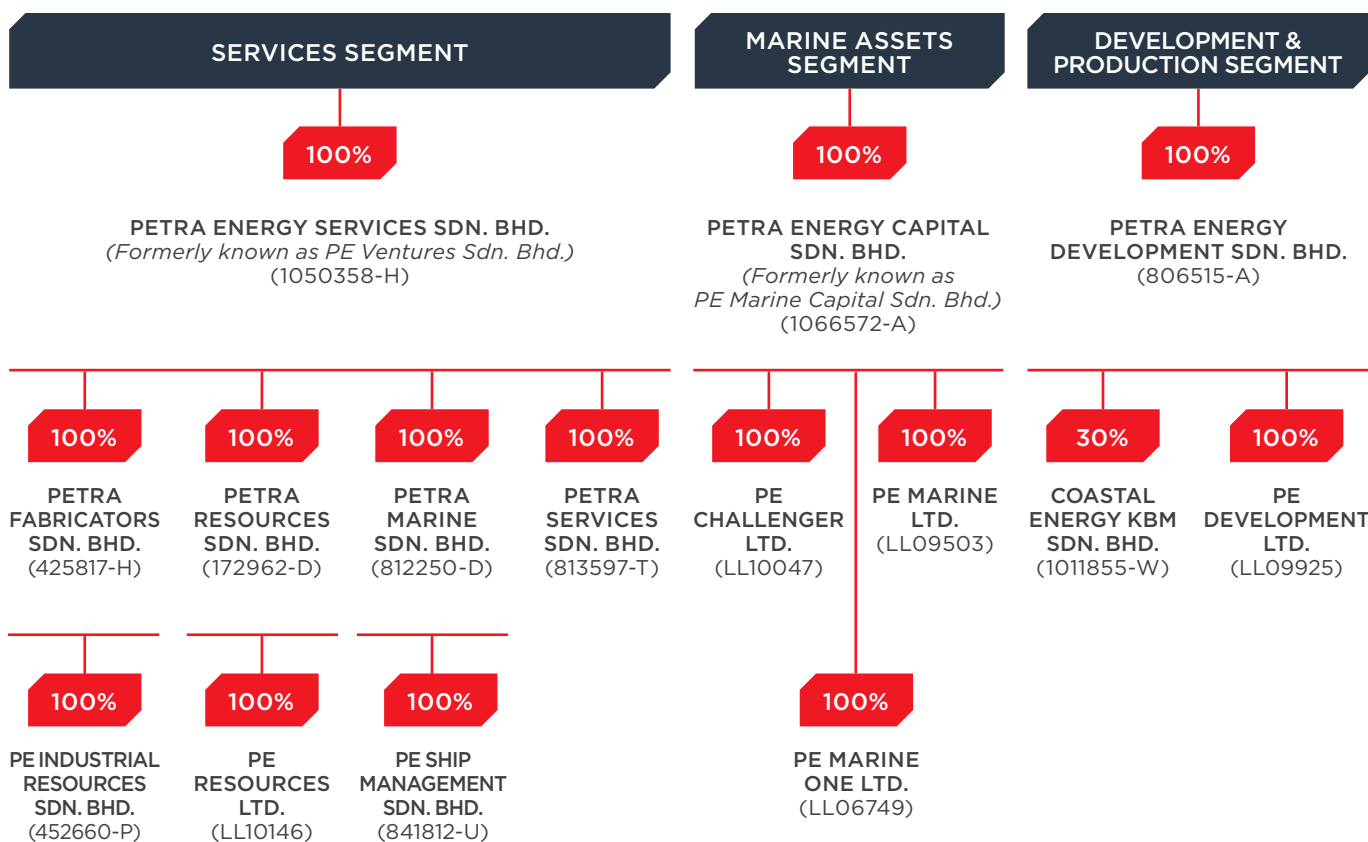 SERVICES SEGMENT
100%
PETRA ENERGY SERVICES SDN. BHD.
(Formerly known as PE Ventures Sdn. Bhd.)
(1050358-H)
100%
PETRA
FABRICATORS
SDN. BHD.
(425817-H)
100%
PETRA
RESOURCES
SDN. BHD.
(172962-D)
100%
PETRA
MARINE
SDN. BHD.
(812250-D)
100%
PETRA
SERVICES
SDN. BHD.
(813597-T)
100%
PE INDUSTRIAL
RESOURCES
SDN. BHD.
(452660-P)
100%
PE
RESOURCES
LTD.
(LL10146)
100%
PE SHIP
MANAGEMENT
SDN. BHD.
(841812-U)
MARINE ASSETS
SEGMENT
100%
PETRA ENERGY CAPITAL
SDN. BHD.
(Formerly known as
PE Marine Capital Sdn. Bhd.)
(1066572-A)
100%
PE
CHALLENGER
LTD.
(LL10047)
100%
PE MARINE
LTD.
(LL09503)
100%
PE MARINE
ONE LTD.
(LL06749)
DEVELOPMENT &
PRODUCTION SEGMENT
100%
PETRA ENERGY
DEVELOPMENT SDN. BHD.
(806515-A)
30%
COASTAL
ENERGY KBM
SDN. BHD.
(1011855-W)
100%
PE
DEVELOPMENT
LTD.
(LL09925)